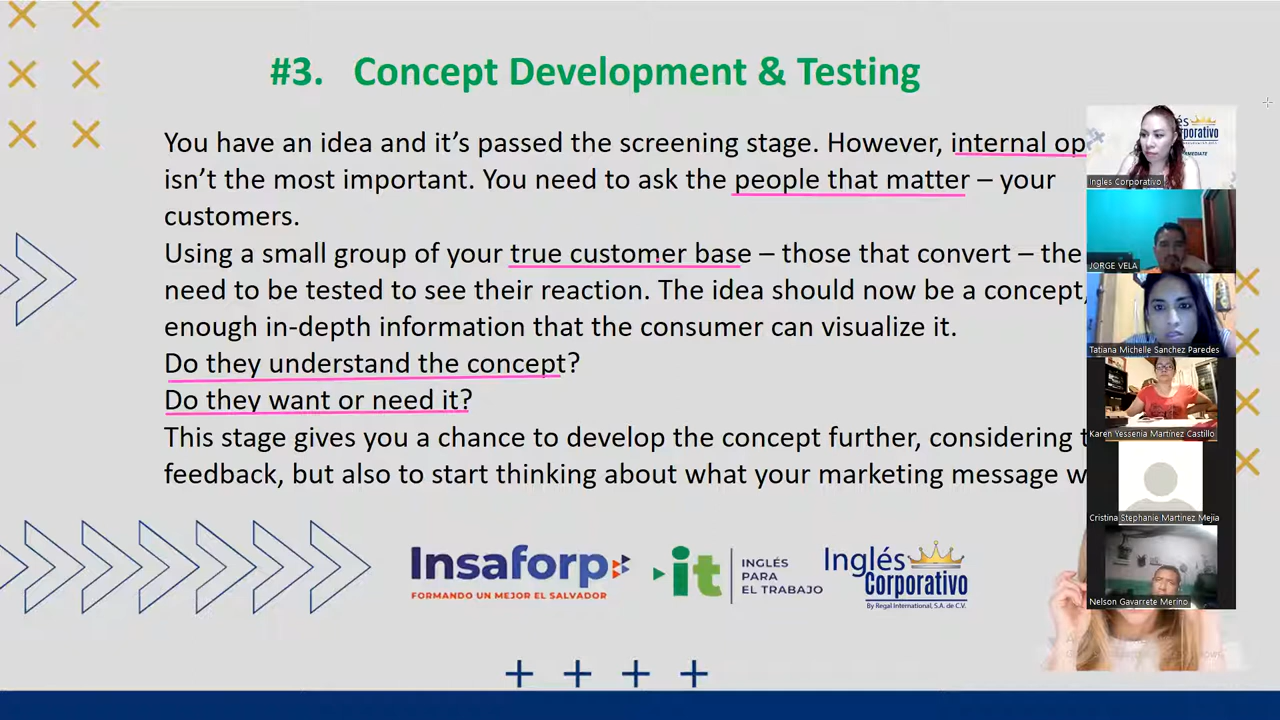 #3. Concept Development & Testing
You have an idea and it's passed the screening stage. However, internal op
isn't the most important. You need to ask the people that matter – your
customers.
Using a small group of your true customer base – those that convert – the
need to be tested to see their reaction. The idea should now be a concept,
enough in-depth information that the consumer can visualize it.
Do they understand the concept?
Do they want or need it?
This stage gives you a chance to develop the concept further, considering t
feedback, but also to start thinking about what your marketing message w
Insaforp
FORMANDO UN MEJOR EL SALVADOR
it
INGLÉS
PARA
EL TRABAJO
Inglés
Corporativo
By Regal International, S.A. de C.V.
Ingles Corporativo
JORGE VELA
Tatiana Michelle Sanchez Paredes
Karen Yessenia Martinez Castillo
Cristina Stephanie Martinez Mejia
Nelson Gavarrete Merino